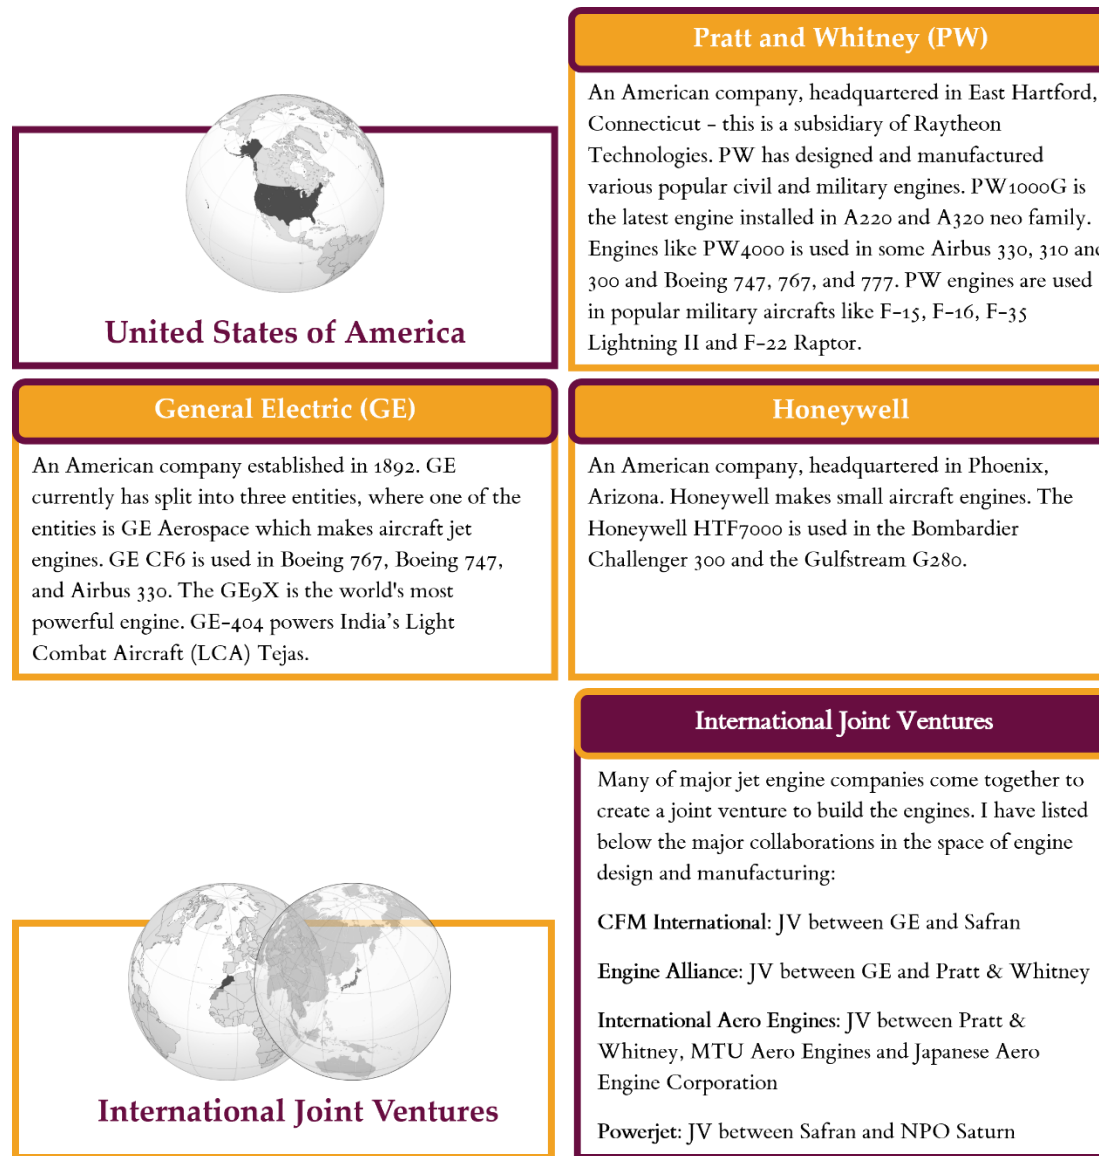 United States of America
Pratt and Whitney (PW)
An American company, headquartered in East Hartford,
Connecticut - this is a subsidiary of Raytheon
Technologies. PW has designed and manufactured
various popular civil and military engines. PW1000G is
the latest engine installed in A220 and A320 neo family.
Engines like PW4000 is used in some Airbus 330, 310 and
300 and Boeing 747, 767, and 777. PW engines are used
in popular military aircrafts like F-15, F-16, F-35
Lightning II and F-22 Raptor.
General Electric (GE)
An American company established in 1892. GE
currently has split into three entities, where one of the
entities is GE Aerospace which makes aircraft jet
engines. GE CF6 is used in Boeing 767, Boeing 747,
and Airbus 330. The GE9X is the world's most
powerful engine. GE-404 powers India’s Light
Combat Aircraft (LCA) Tejas.
Honeywell
An American company, headquartered in Phoenix,
Arizona. Honeywell makes small aircraft engines. The
Honeywell HTF7000 is used in the Bombardier
Challenger 300 and the Gulfstream G280.
International Joint Ventures
International Joint Ventures
Many of major jet engine companies come together to
create a joint venture to build the engines. I have listed
below the major collaborations in the space of engine
design and manufacturing:
CFM International: JV between GE and Safran
Engine Alliance: JV between GE and Pratt & Whitney
International Aero Engines: JV between Pratt &
Whitney, MTU Aero Engines and Japanese Aero
Engine Corporation
Powerjet: JV between Safran and NPO Saturn